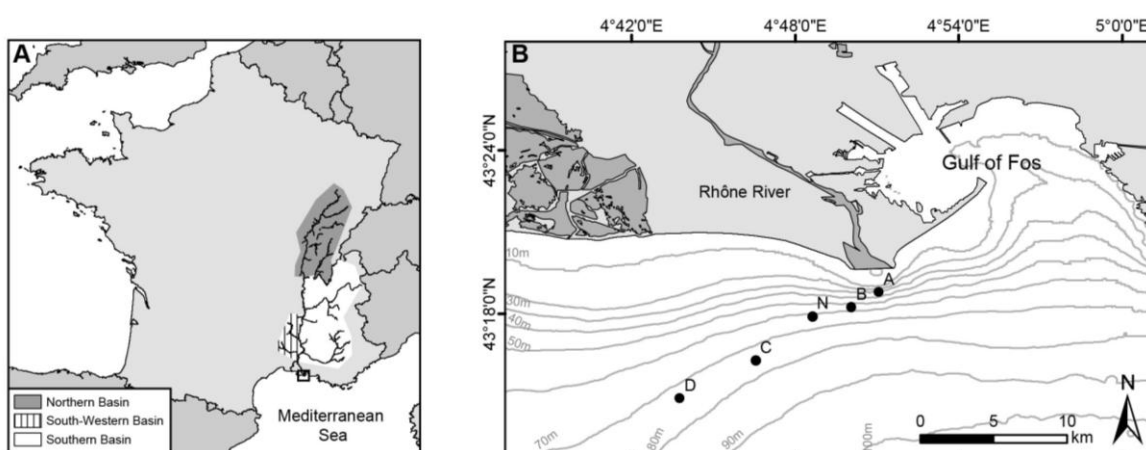 A
Northern Basin
South-Western Basin
Southern Basin
Mediterranean
Sea
B
4°42'0"E
4°48'0"E
4°54'0"E
5°0'0"E
43°24'0"N
43°18'0"N
Gulf of Fos
Rhône River
10m
30m
40m
50m
70m
80m
90m
A
B
N
C
D
N
0
5
10
km